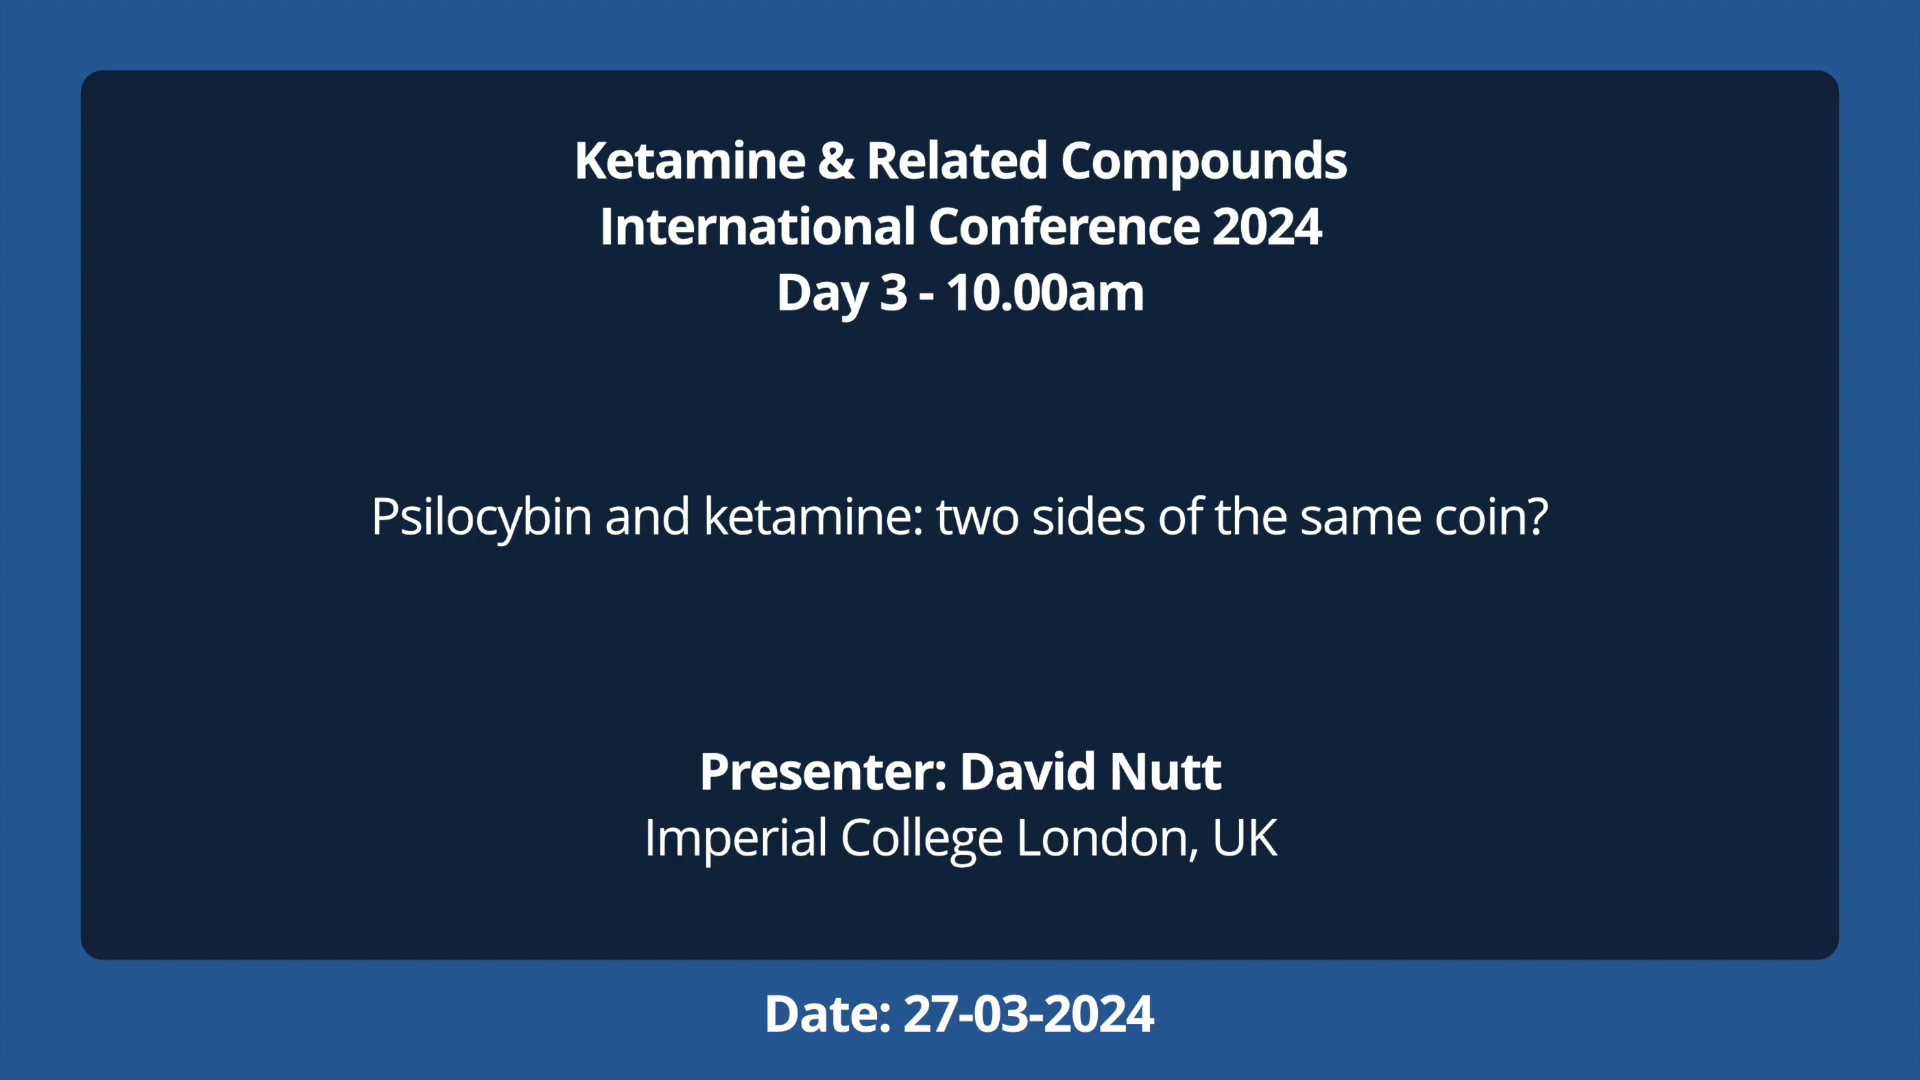 Ketamine & Related Compounds
International Conference 2024
Day 3 - 10.00am
Psilocybin and ketamine: two sides of the same coin?
Presenter: David Nutt
Imperial College London, UK
Date: 27-03-2024